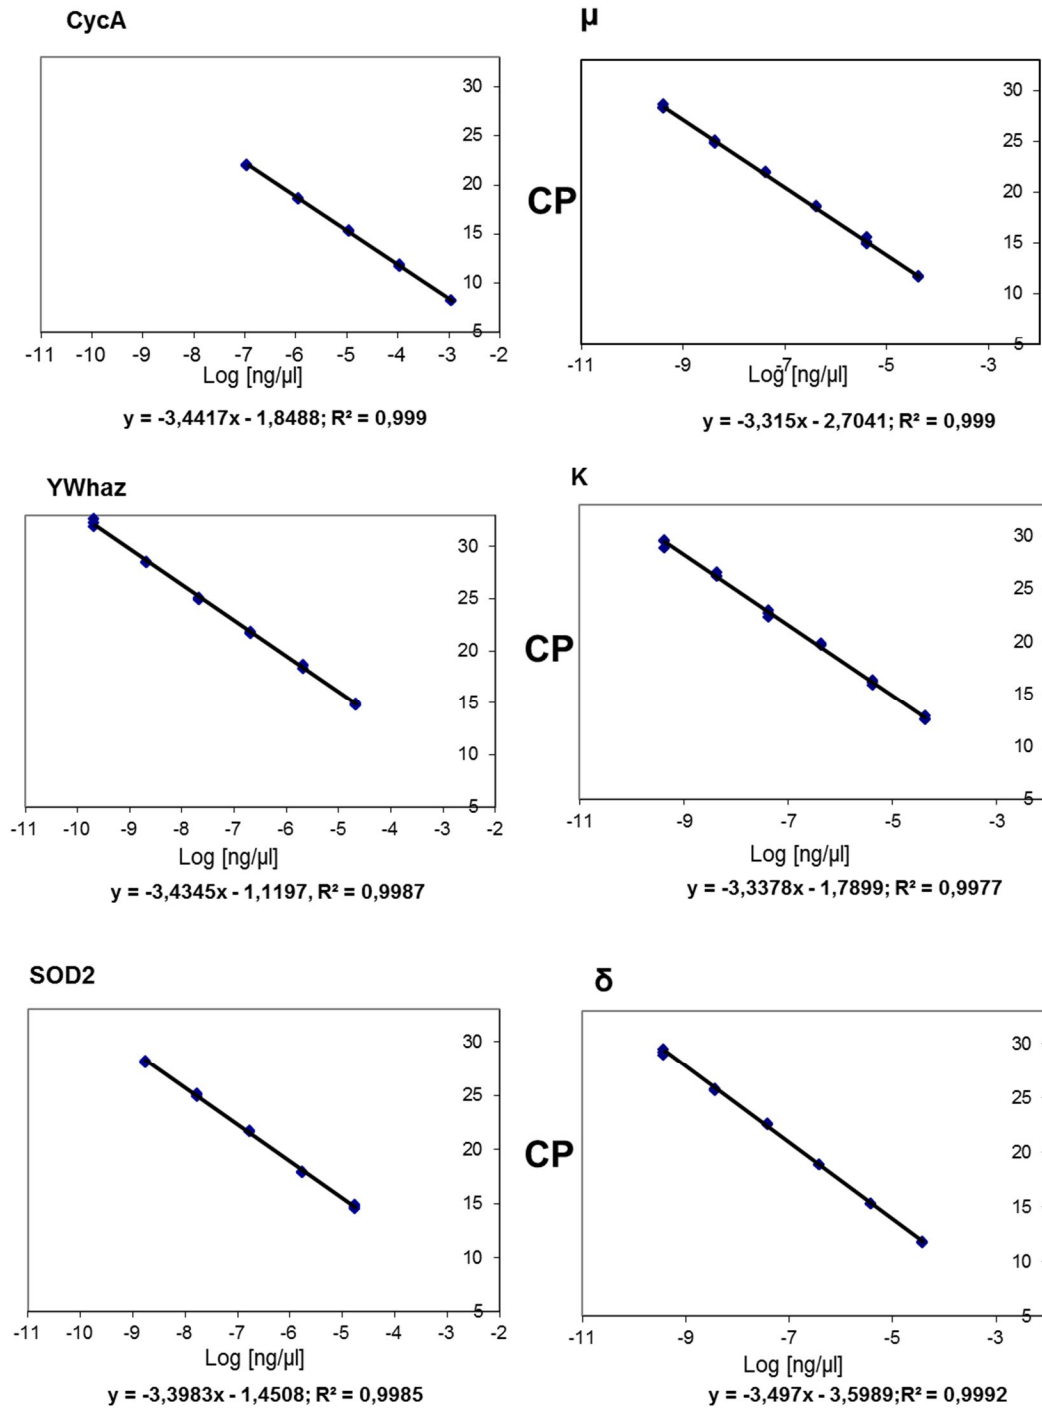 CycA
30
25
20
15
10
5
-11 -10 -9 -8 -7 -6 -5 -4 -3 -2
Log [ng/µl]
y = -3,4417x - 1,8488; R² = 0,999
µ
CP
30
25
20
15
10
5
-11 -9 -7 -5 -3
Log [ng/µl]
y = -3,315x - 2,7041; R² = 0,999
YWhaz
30
25
20
15
10
5
-11 -10 -9 -8 -7 -6 -5 -4 -3 -2
Log [ng/µl]
y = -3,4345x - 1,1197, R² = 0,9987
K
CP
30
25
20
15
10
5
-11 -9 -7 -5 -3
Log [ng/µl]
y = -3,3378x - 1,7899; R² = 0,9977
SOD2
30
25
20
15
10
5
-11 -10 -9 -8 -7 -6 -5 -4 -3 -2
Log [ng/µl]
y = -3,3983x - 1,4508; R² = 0,9985
δ
CP
30
25
20
15
10
5
-11 -9 -7 -5 -3
Log [ng/µl]
y = -3,497x - 3,5989;R² = 0,9992